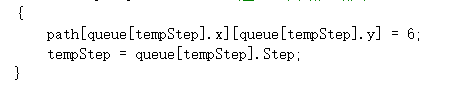 {
path[queue[tempStep].x][queue[tempStep].y] = 6;
tempStep = queue[tempStep].Step;
}